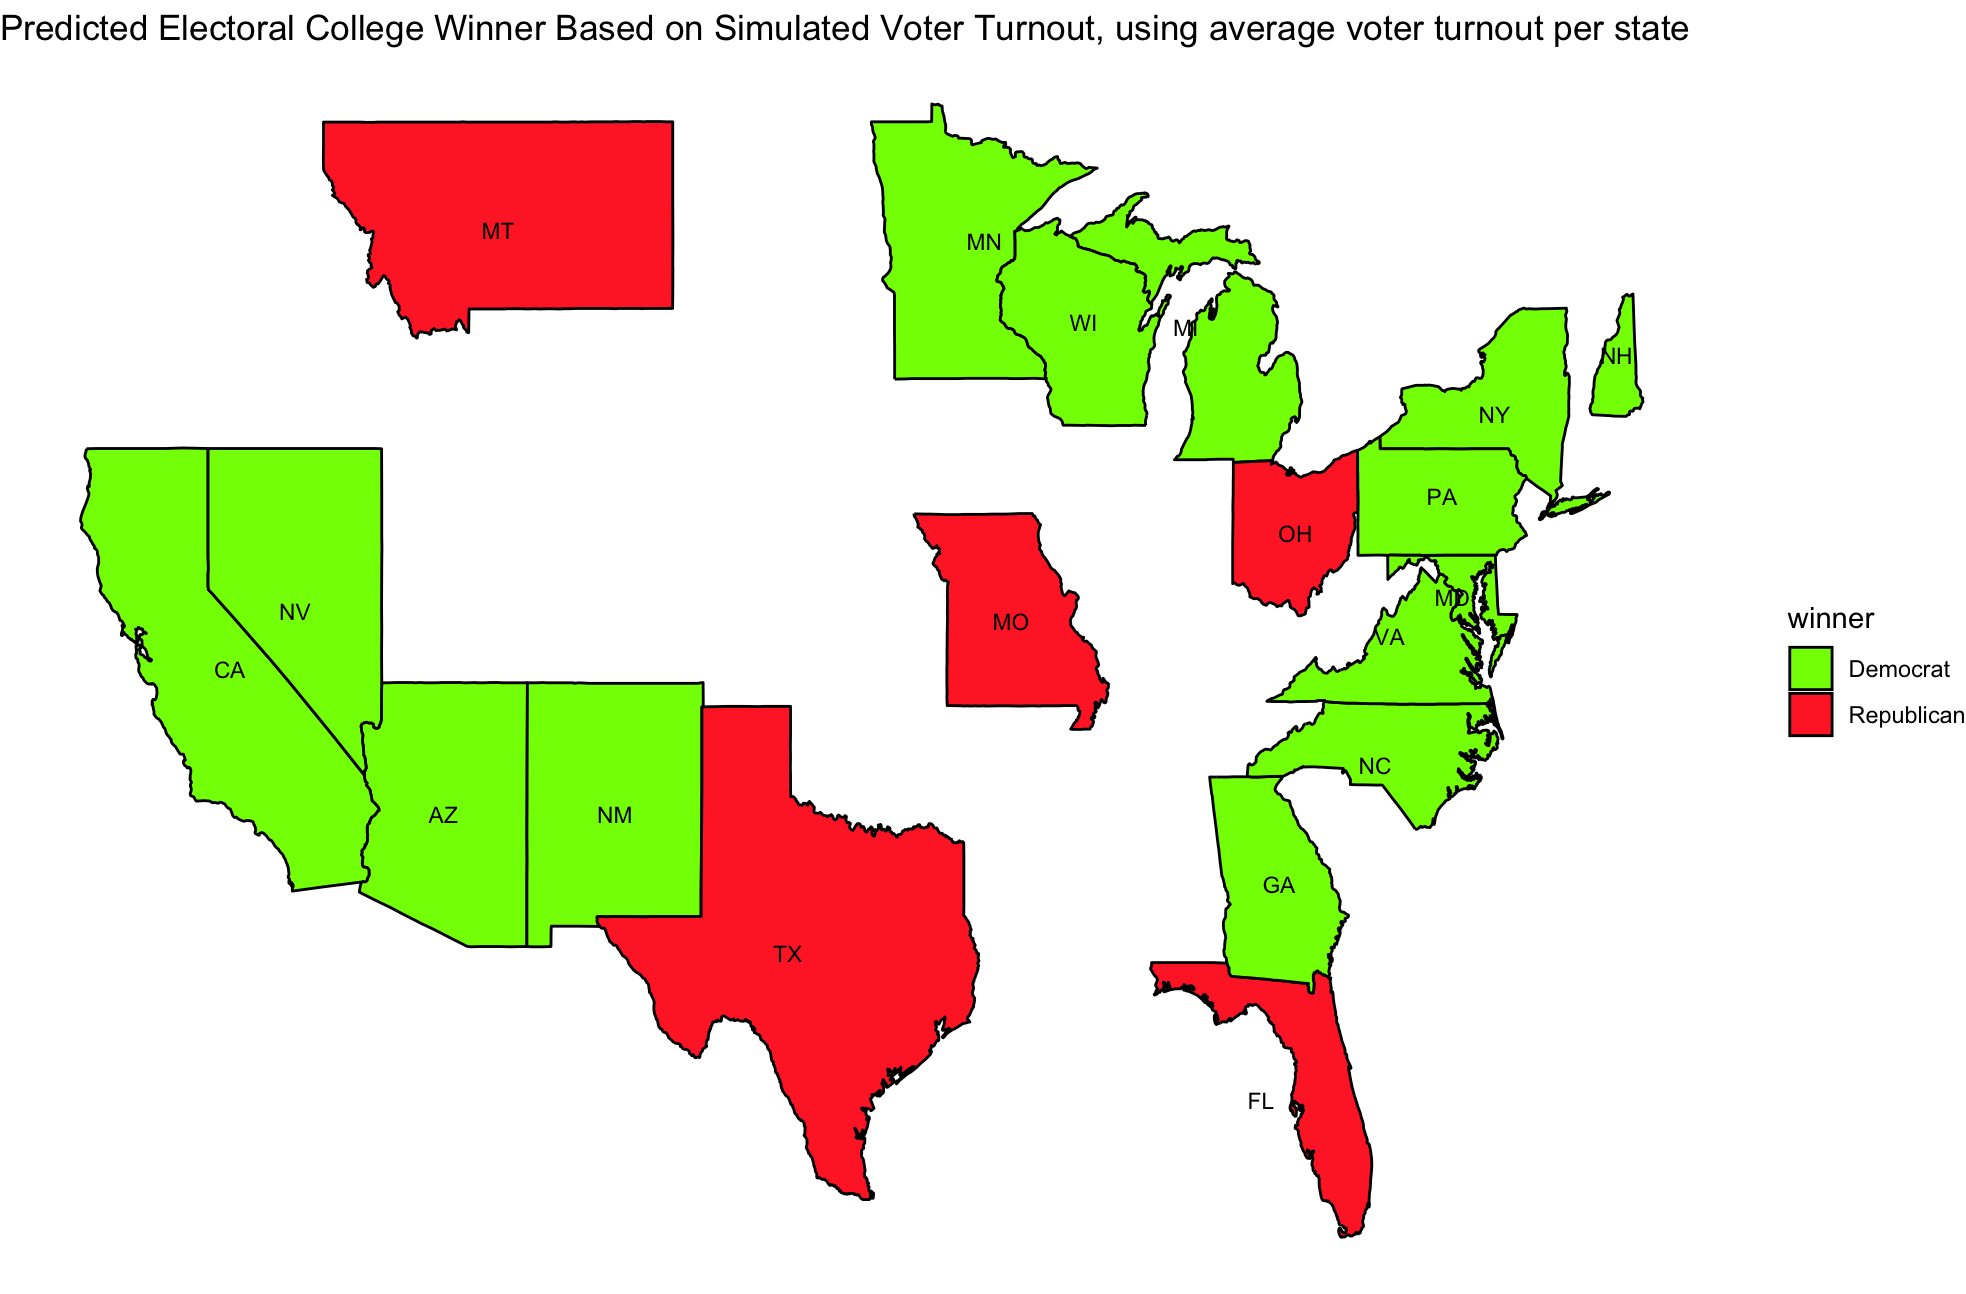 Predicted Electoral College Winner Based on Simulated Voter Turnout, using average voter turnout per state
MT
MN
WI
MI
NH
NY
PA
OH
NV
MO
MD
VA
CA
winner
Democrat
Republican
NC
AZ
NM
GA
TX
FL